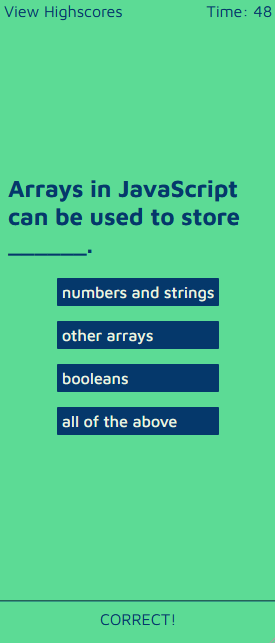 View Highscores Time: 48
Arrays in JavaScript
can be used to store
______.
numbers and strings
other arrays
booleans
all of the above
CORRECT!